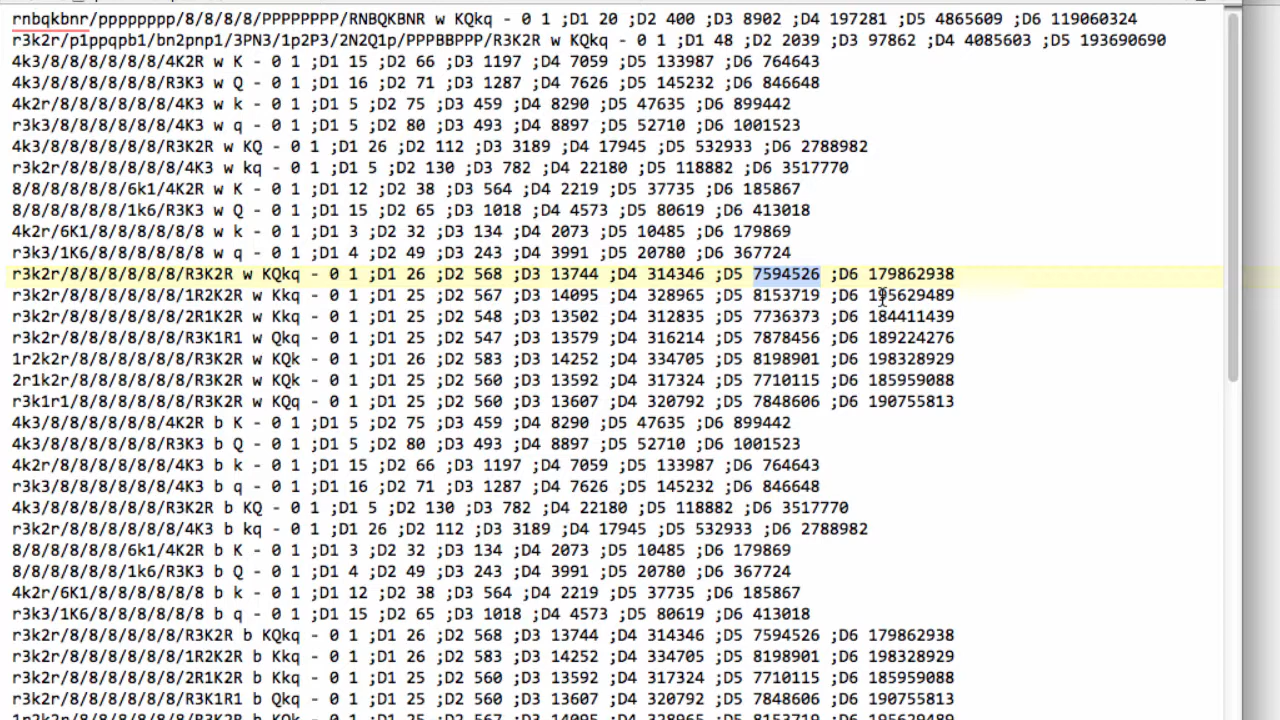 rnbqkbnr/pppppppp/8/8/8/8/PPPPPPPP/RNBQKBNR w KQkq - 0 1 ;D1 20 ;D2 400 ;D3 8902 ;D4 197281 ;D5 4865609 ;D6 119060324
r3k2r/p1ppqpb1/bn2pnp1/3PN3/1p2P3/2N2Q1p/PPPBBPPP/R3K2R w KQkq - 0 1 ;D1 48 ;D2 2039 ;D3 97862 ;D4 4085603 ;D5 193690690
4k3/8/8/8/8/8/8/4K2R w K - 0 1 ;D1 15 ;D2 66 ;D3 1197 ;D4 7059 ;D5 133987 ;D6 764643
4k3/8/8/8/8/8/8/R3K3 w Q - 0 1 ;D1 16 ;D2 71 ;D3 1287 ;D4 7626 ;D5 145232 ;D6 846648
4k2r/8/8/8/8/8/8/4K3 w k - 0 1 ;D1 5 ;D2 75 ;D3 459 ;D4 8290 ;D5 47635 ;D6 899442
r3k3/8/8/8/8/8/8/4K3 w q - 0 1 ;D1 5 ;D2 80 ;D3 493 ;D4 8897 ;D5 52710 ;D6 1001523
4k3/8/8/8/8/8/8/R3K2R w KQ - 0 1 ;D1 26 ;D2 112 ;D3 3189 ;D4 17945 ;D5 532933 ;D6 2788982
r3k2r/8/8/8/8/8/8/4K3 w kq - 0 1 ;D1 5 ;D2 130 ;D3 782 ;D4 22180 ;D5 118882 ;D6 3517770
8/8/8/8/8/8/6k1/4K2R w K - 0 1 ;D1 12 ;D2 38 ;D3 564 ;D4 2219 ;D5 37735 ;D6 185867
8/8/8/8/8/8/1k6/R3K3 w Q - 0 1 ;D1 15 ;D2 65 ;D3 1018 ;D4 4573 ;D5 80619 ;D6 413018
4k2r/6K1/8/8/8/8/8/8 w k - 0 1 ;D1 3 ;D2 32 ;D3 134 ;D4 2073 ;D5 10485 ;D6 179869
r3k3/1K6/8/8/8/8/8/8 w q - 0 1 ;D1 4 ;D2 49 ;D3 243 ;D4 3991 ;D5 20780 ;D6 367724
r3k2r/8/8/8/8/8/8/R3K2R w KQkq - 0 1 ;D1 26 ;D2 568 ;D3 13744 ;D4 314346 ;D5 7594526 ;D6 179862938
r3k2r/8/8/8/8/8/8/1R2K2R w Kkq - 0 1 ;D1 25 ;D2 567 ;D3 14095 ;D4 328965 ;D5 8153719 ;D6 195629489
r3k2r/8/8/8/8/8/8/2R1K2R w Kkq - 0 1 ;D1 25 ;D2 548 ;D3 13502 ;D4 312835 ;D5 7736373 ;D6 184411439
r3k2r/8/8/8/8/8/8/R3K1R1 w Qkq - 0 1 ;D1 25 ;D2 547 ;D3 13579 ;D4 316214 ;D5 7878456 ;D6 189224276
1r2k2r/8/8/8/8/8/8/R3K2R w KQk - 0 1 ;D1 26 ;D2 583 ;D3 14252 ;D4 334705 ;D5 8198901 ;D6 198328929
2r1k2r/8/8/8/8/8/8/R3K2R w KQk - 0 1 ;D1 25 ;D2 560 ;D3 13592 ;D4 317324 ;D5 7710115 ;D6 185959088
r3k1r1/8/8/8/8/8/8/R3K2R w KQq - 0 1 ;D1 25 ;D2 560 ;D3 13607 ;D4 320792 ;D5 7848606 ;D6 190755813
4k3/8/8/8/8/8/8/4K2R b K - 0 1 ;D1 5 ;D2 75 ;D3 459 ;D4 8290 ;D5 47635 ;D6 899442
4k3/8/8/8/8/8/8/R3K3 b Q - 0 1 ;D1 5 ;D2 80 ;D3 493 ;D4 8897 ;D5 52710 ;D6 1001523
4k2r/8/8/8/8/8/8/4K3 b k - 0 1 ;D1 15 ;D2 66 ;D3 1197 ;D4 7059 ;D5 133987 ;D6 764643
r3k3/8/8/8/8/8/8/4K3 b q - 0 1 ;D1 16 ;D2 71 ;D3 1287 ;D4 7626 ;D5 145232 ;D6 846648
4k3/8/8/8/8/8/8/R3K2R b KQ - 0 1 ;D1 5 ;D2 130 ;D3 782 ;D4 22180 ;D5 118882 ;D6 3517770
r3k2r/8/8/8/8/8/8/4K3 b kq - 0 1 ;D1 26 ;D2 112 ;D3 3189 ;D4 17945 ;D5 532933 ;D6 2788982
8/8/8/8/8/8/6k1/4K2R b K - 0 1 ;D1 3 ;D2 32 ;D3 134 ;D4 2073 ;D5 10485 ;D6 179869
8/8/8/8/8/8/1k6/R3K3 b Q - 0 1 ;D1 4 ;D2 49 ;D3 243 ;D4 3991 ;D5 20780 ;D6 367724
4k2r/6K1/8/8/8/8/8/8 b k - 0 1 ;D1 12 ;D2 38 ;D3 564 ;D4 2219 ;D5 37735 ;D6 185867
r3k3/1K6/8/8/8/8/8/8 b q - 0 1 ;D1 15 ;D2 65 ;D3 1018 ;D4 4573 ;D5 80619 ;D6 413018
r3k2r/8/8/8/8/8/8/R3K2R b KQkq - 0 1 ;D1 26 ;D2 568 ;D3 13744 ;D4 314346 ;D5 7594526 ;D6 179862938
r3k2r/8/8/8/8/8/8/1R2K2R b Kkq - 0 1 ;D1 26 ;D2 583 ;D3 14252 ;D4 334705 ;D5 8198901 ;D6 198328929
r3k2r/8/8/8/8/8/8/2R1K2R b Kkq - 0 1 ;D1 25 ;D2 560 ;D3 13592 ;D4 317324 ;D5 7710115 ;D6 185959088
r3k2r/8/8/8/8/8/8/R3K1R1 b Qkq - 0 1 ;D1 25 ;D2 560 ;D3 13607 ;D4 320792 ;D5 7848606 ;D6 190755813
1r2k2r/8/8/8/8/8/8/R3K2R b KQk - 0 1 ;D1 25 ;D2 567 ;D3 14095 ;D4 328965 ;D5 8153719 ;D6 195629489